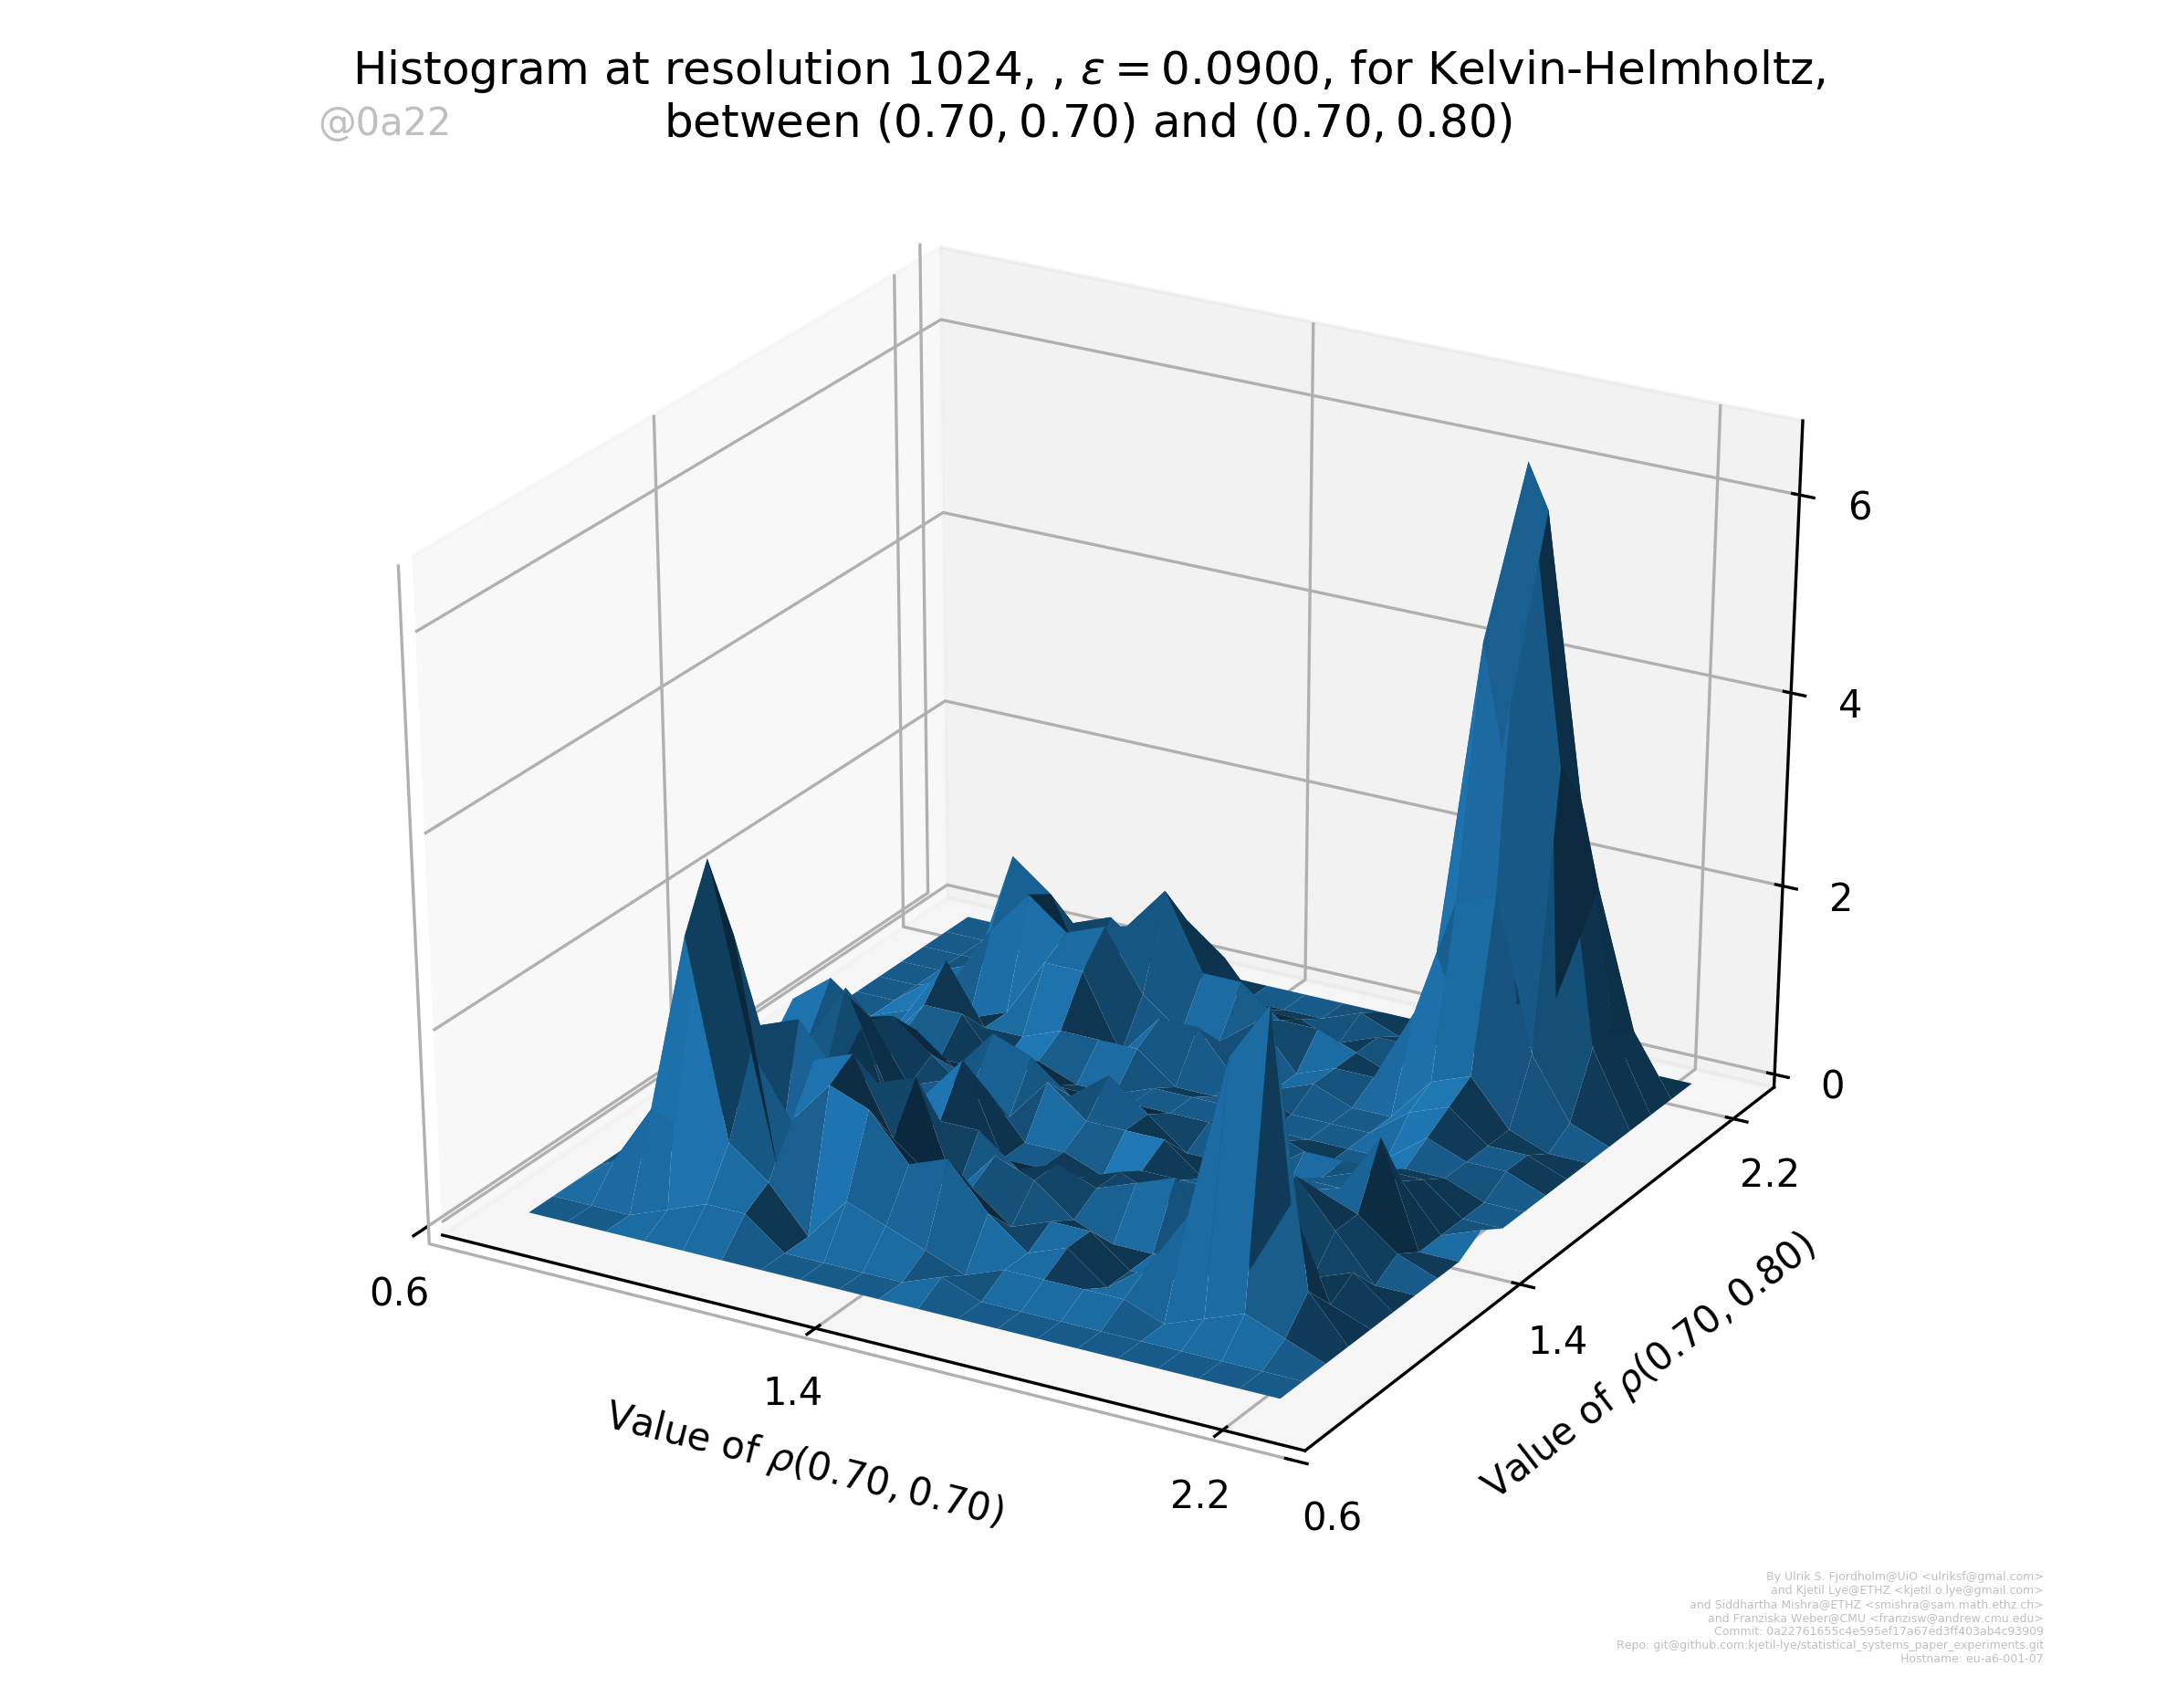 Histogram at resolution 1024, , ε = 0.0900, for Kelvin-Helmholtz,
@0a22
between (0.70, 0.70) and (0.70, 0.80)
6
4
2
0
2.2
1.4
0.6
Value of ρ(0.70, 0.80)
0.6
1.4
2.2
Value of ρ(0.70, 0.70)
By Ulrik S. Fjordholm@UiO <ulriksf@gmal.com>
and Kjetil Lye@ETHZ <kjetil.o.lye@gmail.com>
and Siddhartha Mishra@ETHZ <smishra@sam.math.ethz.ch>
and Franziska Weber@CMU <franzisw@andrew.cmu.edu>
Commit: 0a22761655c4e595ef17a67ed3ff403ab4c93909
Repo: git@github.com:kjetil-lye/statistical_systems_paper_experiments.git
Hostname: eu-a6-001-07